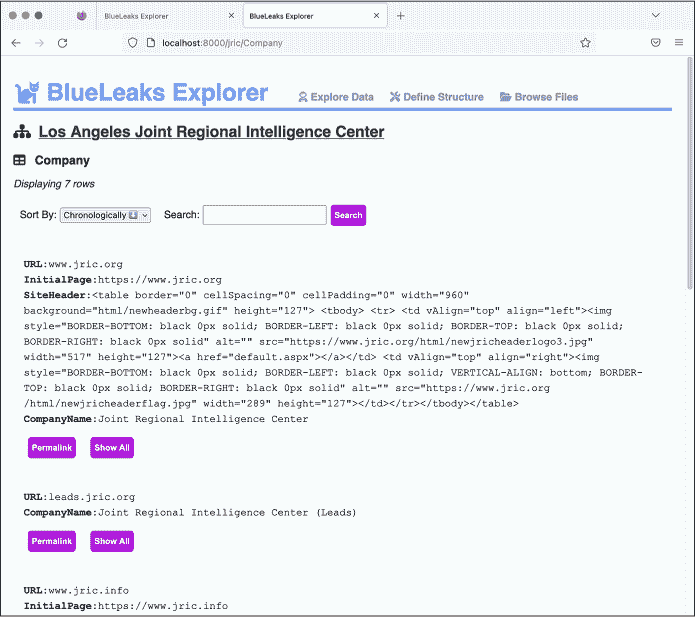 BlueLeaks Explorer
BlueLeaks Explorer
localhost:8000/jric/Company
BlueLeaks Explorer
Explore Data
Define Structure
Browse Files
Los Angeles Joint Regional Intelligence Center
Company
Displaying 7 rows
Sort By: Chronologically Search: Search
URL:www.jric.org
InitialPage:https://www.jric.org
SiteHeader:<table border="0" cellSpacing="0" cellPadding="0" width="960"
background="html/newheaderbg.gif" height="127"> <tbody> <tr> <td vAlign="top" align="left"><img
style="BORDER-BOTTOM: black 0px solid; BORDER-LEFT: black 0px solid; BORDER-TOP: black 0px solid;
BORDER-RIGHT: black 0px solid" alt="" src="https://www.jric.org/html/newjricheaderlogo3.jpg"
width="517" height="127"><a href="default.aspx"></a></td> <td vAlign="top" align="right"><img
style="BORDER-BOTTOM: black 0px solid; BORDER-LEFT: black 0px solid; VERTICAL-ALIGN: bottom; BORDER-
TOP: black 0px solid; BORDER-RIGHT: black 0px solid" alt="" src="https://www.jric.org
/html/newjricheaderflag.jpg" width="289" height="127"></td></tr></tbody></table>
CompanyName:Joint Regional Intelligence Center
Permalink Show All
URL:leads.jric.org
CompanyName:Joint Regional Intelligence Center (Leads)
Permalink Show All
URL:www.jric.info
InitialPage:https://www.jric.info